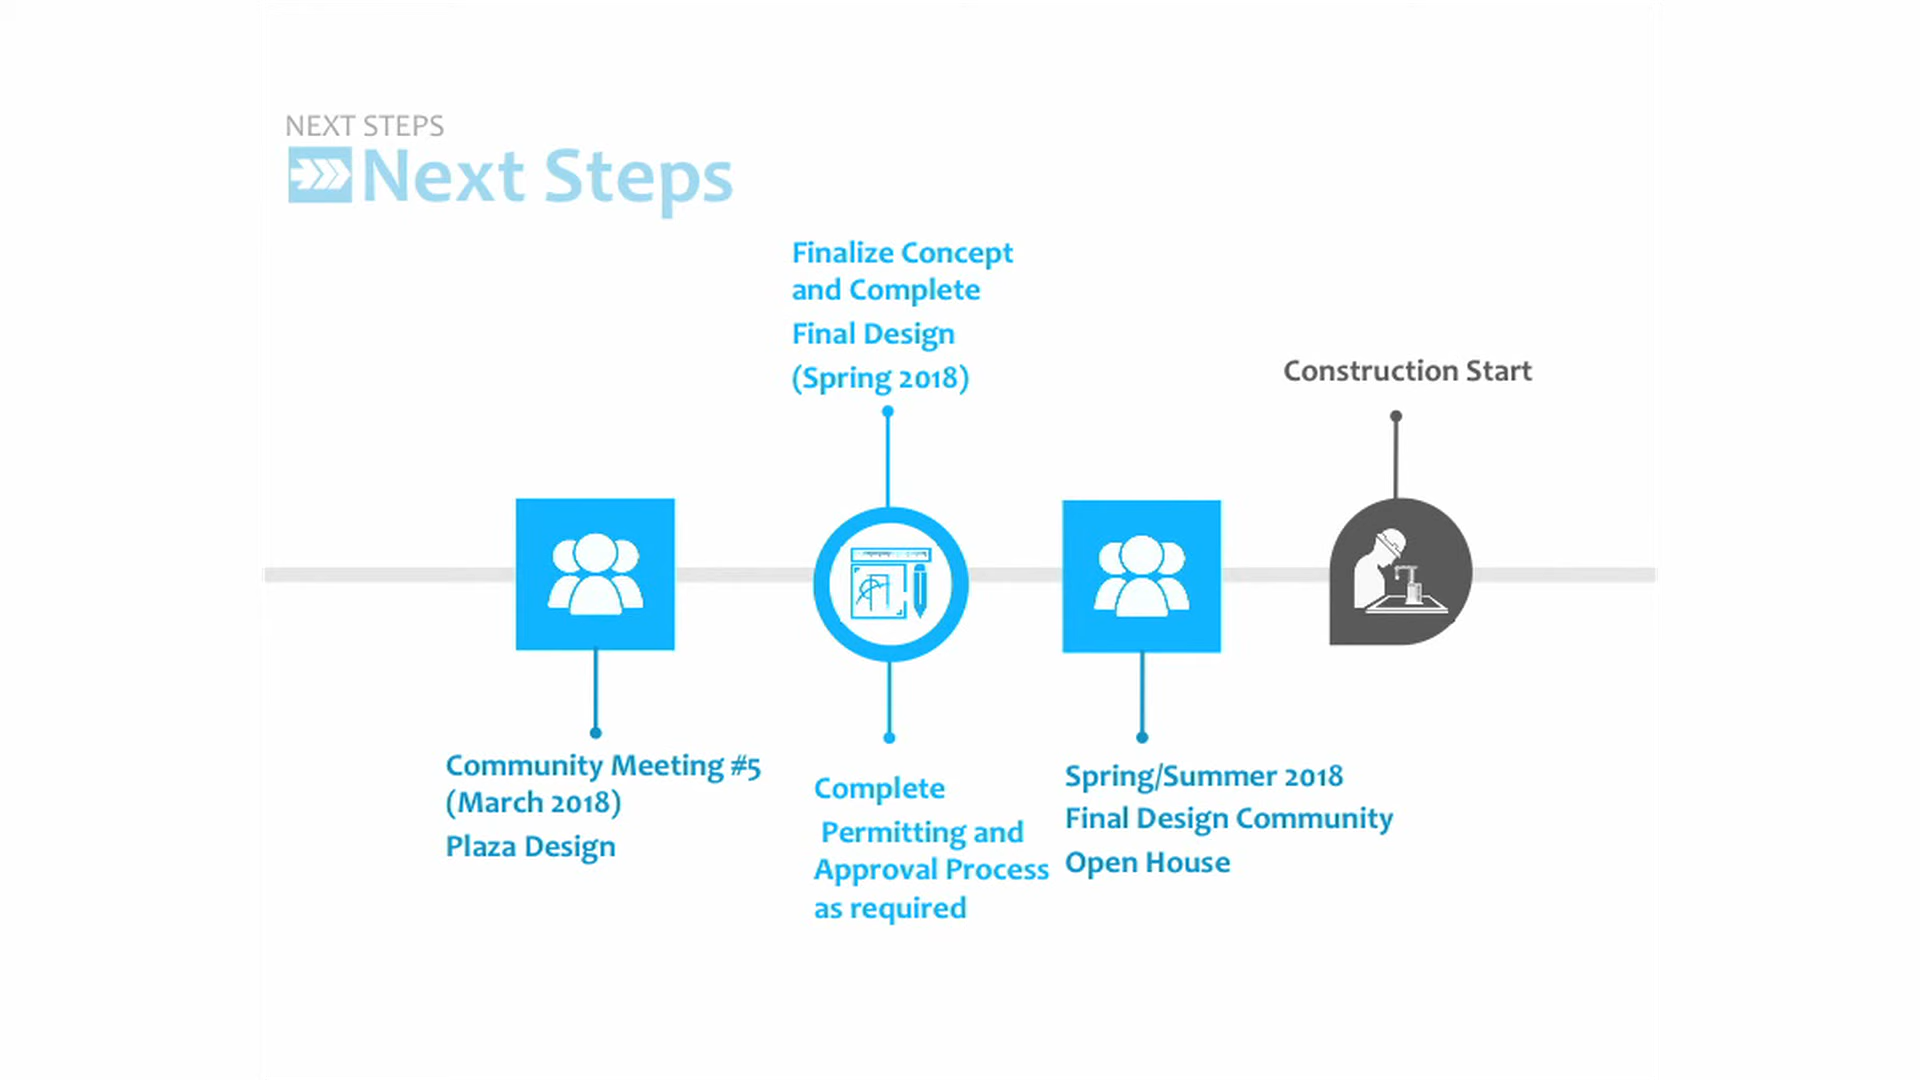 NEXT STEPS
Next Steps
Finalize Concept
and Complete
Final Design
(Spring 2018)
Construction Start
Community Meeting #5
(March 2018)
Plaza Design
Complete
Permitting and
Approval Process
as required
Spring/Summer 2018
Final Design Community
Open House